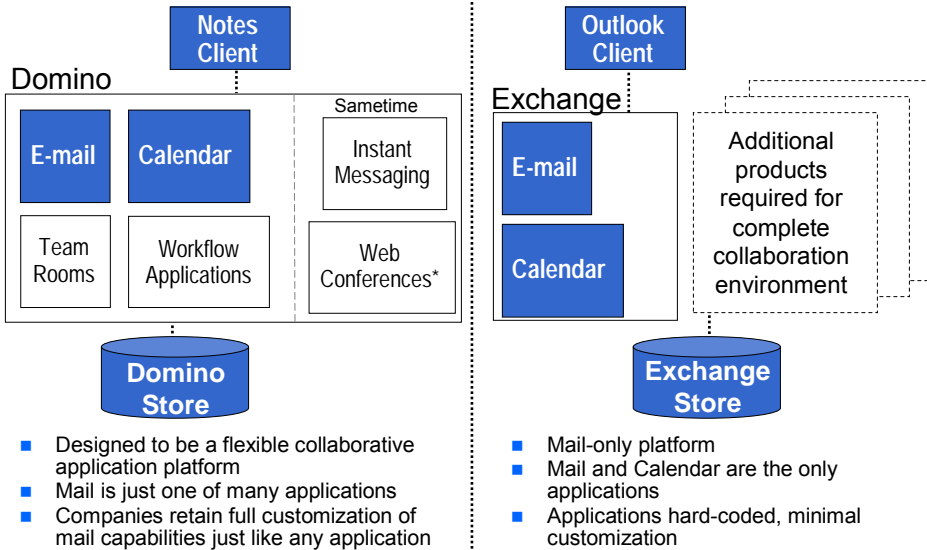 Notes
Client
Domino
Sametime
E-mail
Calendar
Instant
Messaging
Team
Rooms
Workflow
Applications
Web
Conferences*
Domino
Store
Designed to be a flexible collaborative
application platform
Mail is just one of many applications
Companies retain full customization of
mail capabilities just like any application
Outlook
Client
Exchange
E-mail
Calendar
Additional
products
required for
complete
collaboration
environment
Exchange
Store
Mail-only platform
Mail and Calendar are the only
applications
Applications hard-coded, minimal
customization